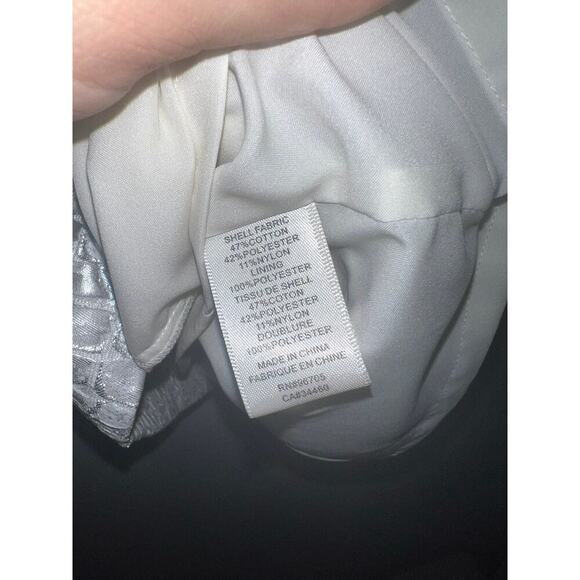 SHELL FABRIC
47%COTTON
42%POLYESTER
11%NYLON
LINING
100%POLYESTER
TISSU DE SHELL
47%COTON
42%POLYESTER
11%NYLON
DOUBLURE
100%POLYESTER
MADE IN CHINA
FABRIQUE EN CHINE
RN#96705
CA#34460